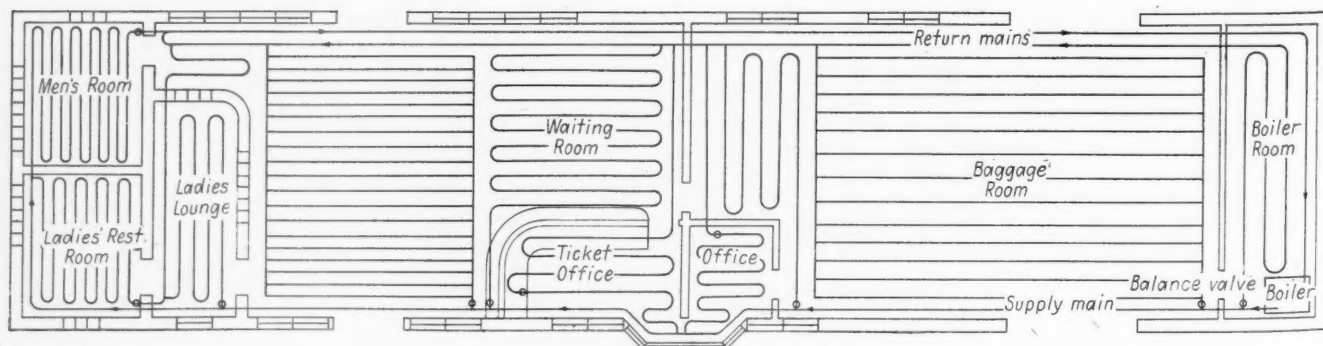 Return mains
Men's Room
Waiting
Room
Boiler
Room
Baggage
Room
Ladies
Lounge
Ladies' Rest
Room
Ticket
Office
Office
Balance valve
Boiler
Supply main